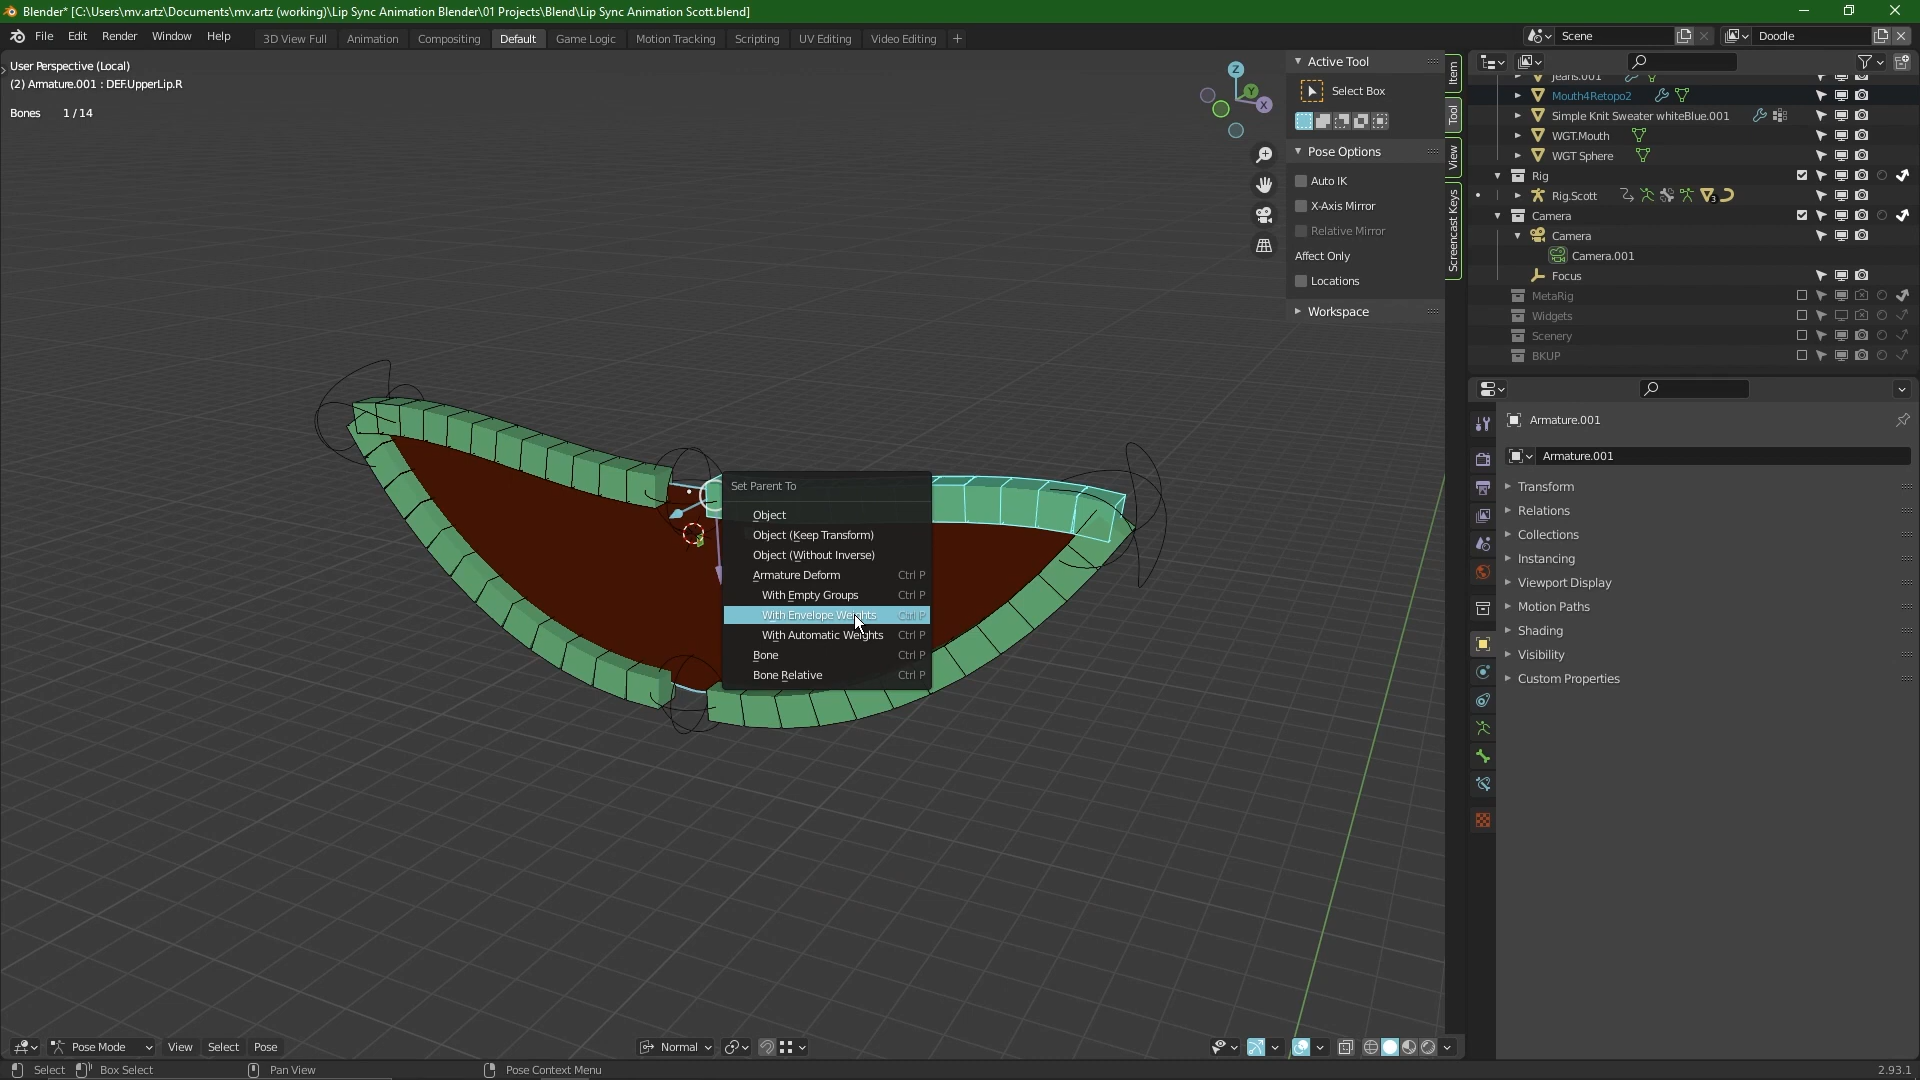 Blender* [C:\Users\mv.artz\Documents\mv.artz (working)\Lip Sync Animation Blender\01 Projects\Blend\Lip Sync Animation Scott.blend]
File Edit Render Window Help 3D View Full Animation Compositing Default Game Logic Motion Tracking Scripting UV Editing Video Editing + Scene Doodle
User Perspective (Local)
(2) Armature.001 : DEF.UpperLip.R
Bones 1 / 14
Z
Y
X
Active Tool
Select Box
Pose Options
Auto IK
X-Axis Mirror
Relative Mirror
Affect Only
Locations
Workspace
Item
Tool
View
Screencast Keys
Jeans.001
Mouth4Retopo2
Simple Knit Sweater whiteBlue.001
WGT.Mouth
WGT Sphere
Rig
Rig.Scott 3
Camera
Camera
Camera.001
Focus
MetaRig
Widgets
Scenery
BKUP
Armature.001
Armature.001
Transform
Relations
Collections
Instancing
Viewport Display
Motion Paths
Shading
Visibility
Custom Properties
Set Parent To
Object
Object (Keep Transform)
Object (Without Inverse)
Armature Deform Ctrl P
With Empty Groups Ctrl P
With Envelope Weights Ctrl P
With Automatic Weights Ctrl P
Bone Ctrl P
Bone Relative Ctrl P
Pose Mode View Select Pose Normal
Select Box Select Pan View Pose Context Menu 2.93.1